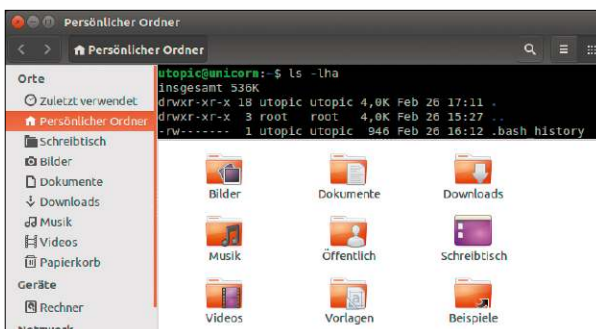 Persönlicher Ordner
Persönlicher Ordner
Orte
Zuletzt verwendet
Persönlicher Ordner
Schreibtisch
Bilder
Dokumente
Downloads
Musik
Videos
Papierkorb
Geräte
Rechner
Netzwerk
utopic@unicorn:~$ ls -lha
insgesamt 536K
drwxr-xr-x 18 utopic utopic 4,0K Feb 26 17:11 .
drwxr-xr-x 3 root root 4,0K Feb 26 15:27 ..
-rw------- 1 utopic utopic 946 Feb 26 16:12 .bash_history
Bilder
Dokumente
Downloads
Musik
Öffentlich
Schreibtisch
Videos
Vorlagen
Beispiele